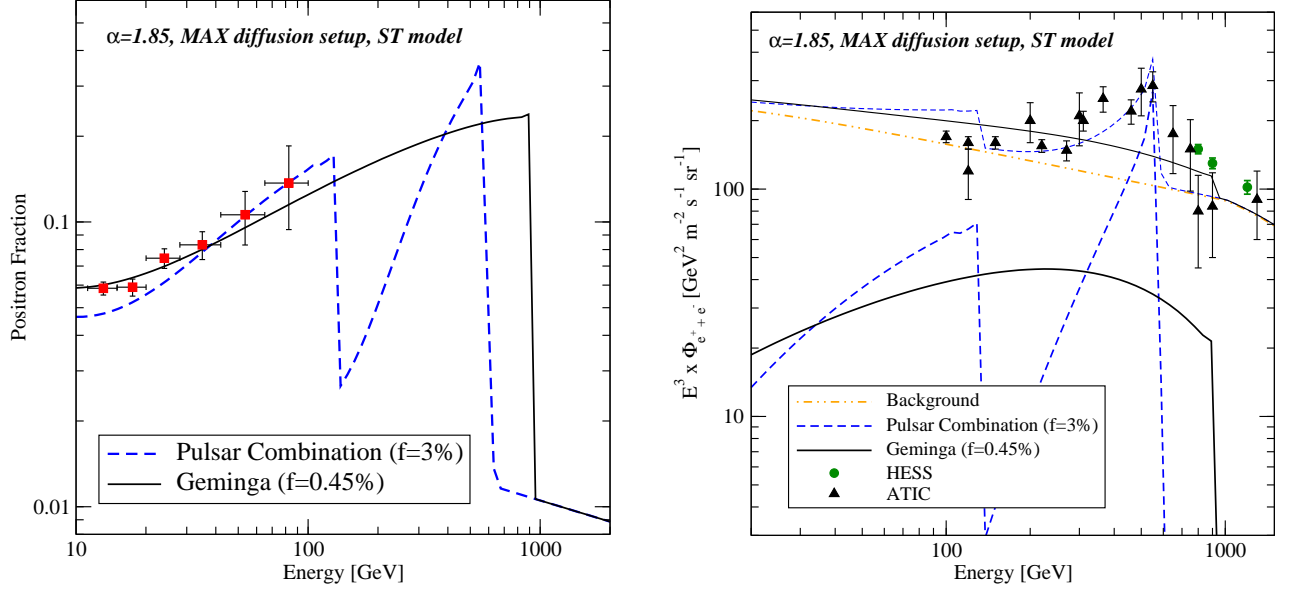 α=1.85, MAX diffusion setup, ST model
Positron Fraction
0.1
0.01
Pulsar Combination (f=3%)
Geminga (f=0.45%)
10
100
1000
Energy [GeV]
α=1.85, MAX diffusion setup, ST model
E³ x Φ e⁺ + e⁻ [GeV² m⁻² s⁻¹ sr⁻¹]
100
10
Background
Pulsar Combination (f=3%)
Geminga (f=0.45%)
HESS
ATIC
100
1000
Energy [GeV]